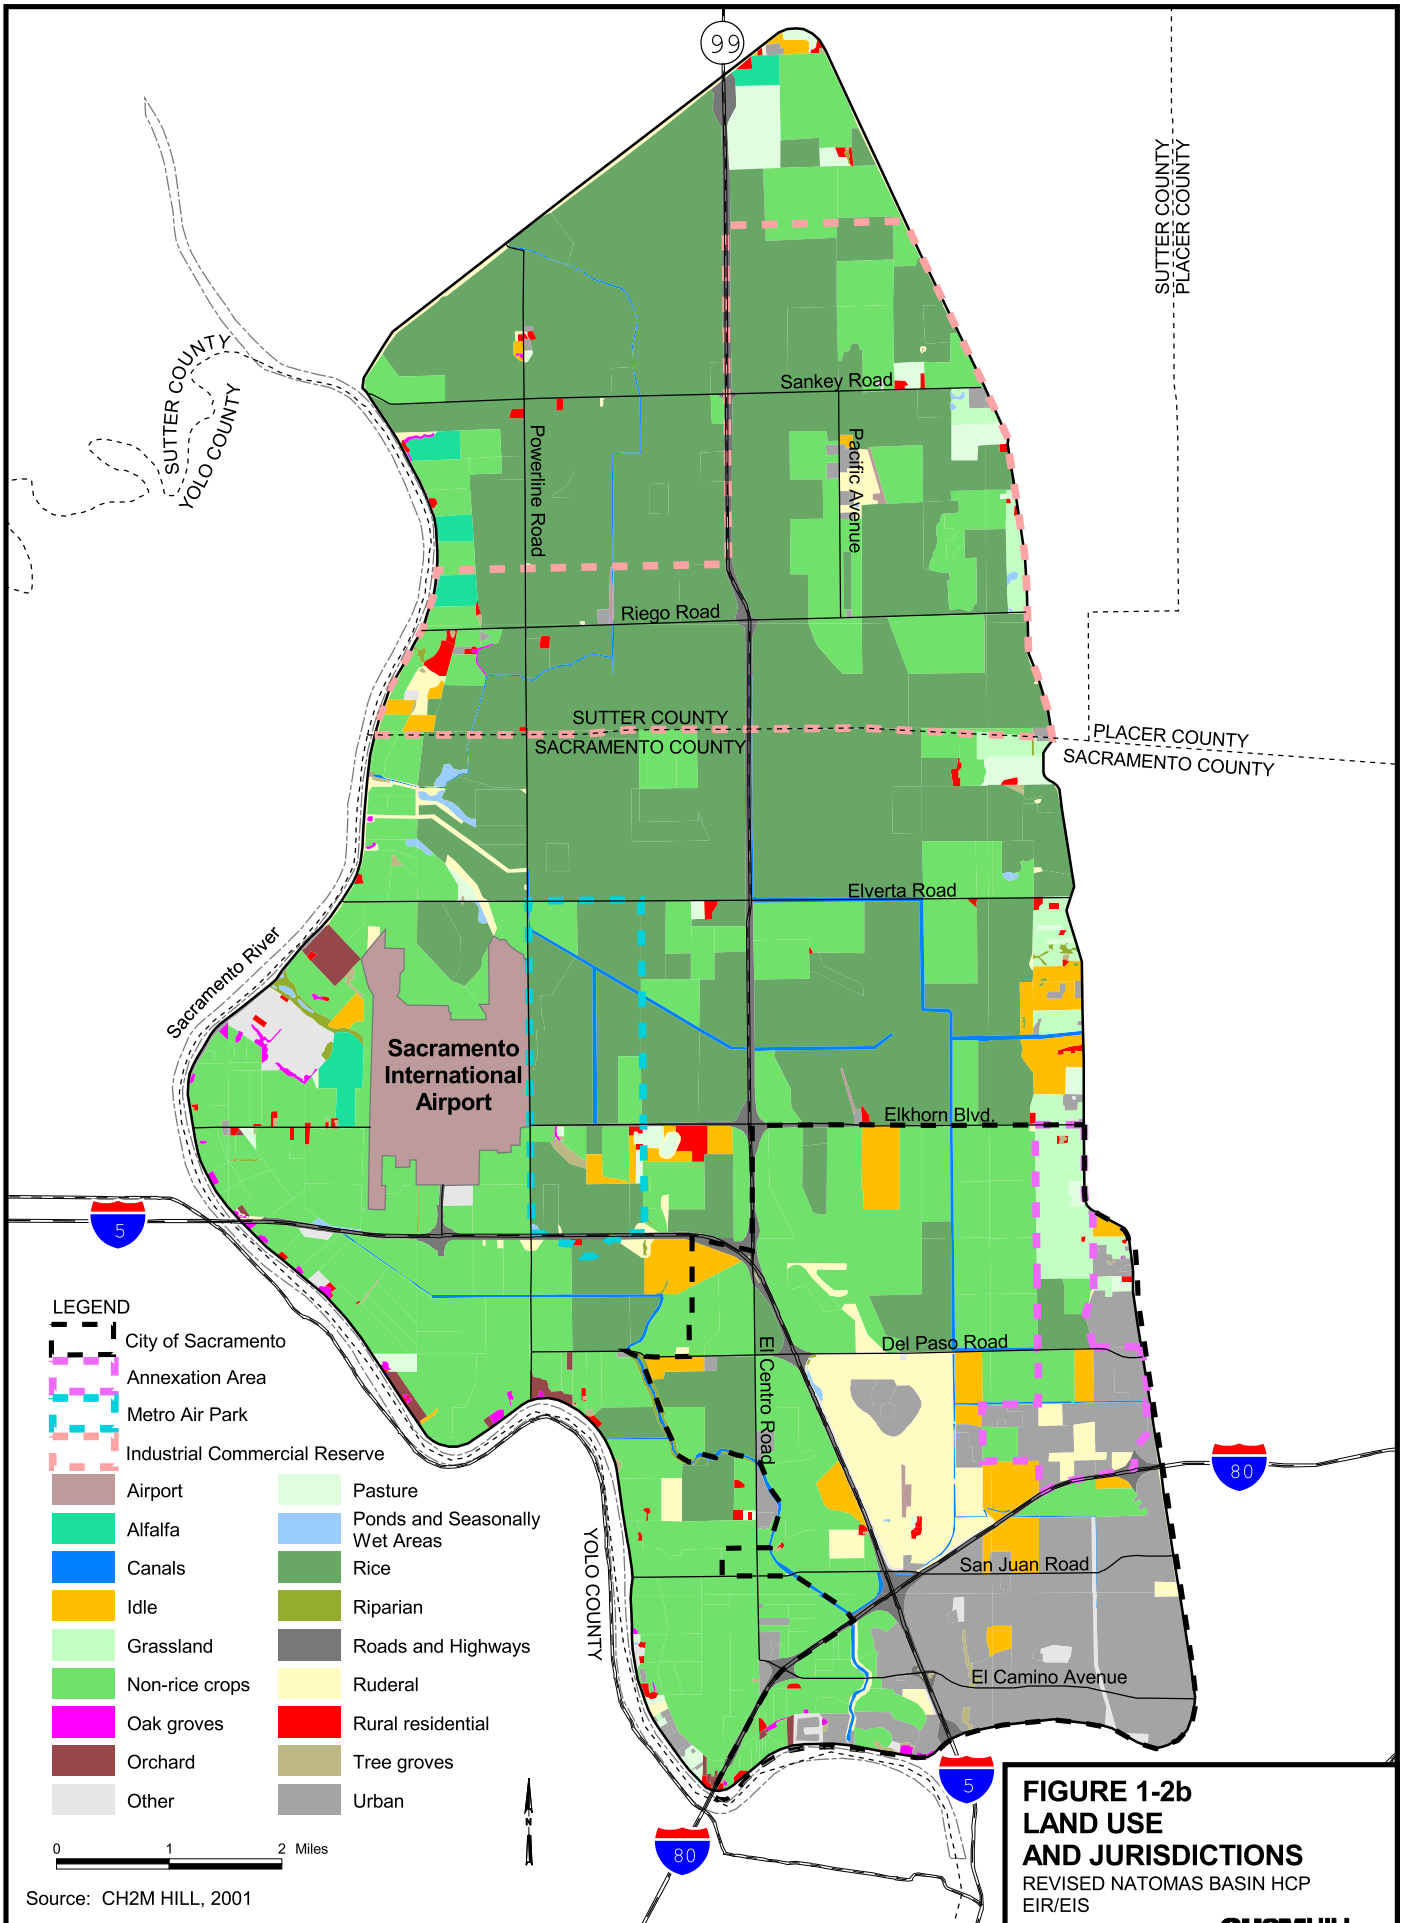 99
SUTTER COUNTY
PLACER COUNTY
SUTTER COUNTY
YOLO COUNTY
Sankey Road
Powerline Road
Pacific Avenue
Riego Road
SUTTER COUNTY
SACRAMENTO COUNTY
PLACER COUNTY
SACRAMENTO COUNTY
Elverta Road
Sacramento River
Sacramento
International
Airport
Elkhorn Blvd.
5
Del Paso Road
El Centro Road
80
YOLO COUNTY
San Juan Road
El Camino Avenue
5
80
LEGEND
City of Sacramento
Annexation Area
Metro Air Park
Industrial Commercial Reserve
Airport
Alfalfa
Canals
Idle
Grassland
Non-rice crops
Oak groves
Orchard
Other
Pasture
Ponds and Seasonally
Wet Areas
Rice
Riparian
Roads and Highways
Ruderal
Rural residential
Tree groves
Urban
N
0 1 2 Miles
Source: CH2M HILL, 2001
FIGURE 1-2b
LAND USE
AND JURISDICTIONS
REVISED NATOMAS BASIN HCP
EIR/EIS